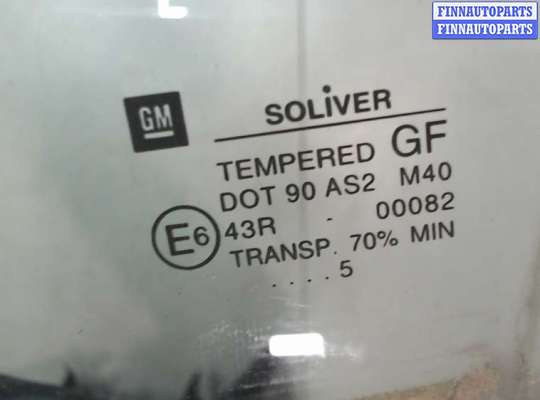 FINNAUTOPARTS
FINNAUTOPARTS
GM
SOLiVER
TEMPERED GF
DOT 90 AS2 M40
E6 43R - 00082
TRANSP. 70% MIN
. . . . 5